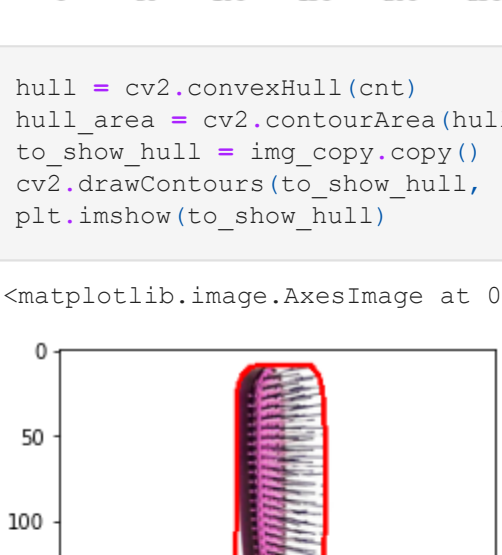 hull = cv2.convexHull(cnt)
hull_area = cv2.contourArea(hul
to_show_hull = img_copy.copy()
cv2.drawContours(to_show_hull,
plt.imshow(to_show_hull)
<matplotlib.image.AxesImage at 0
0
50
100